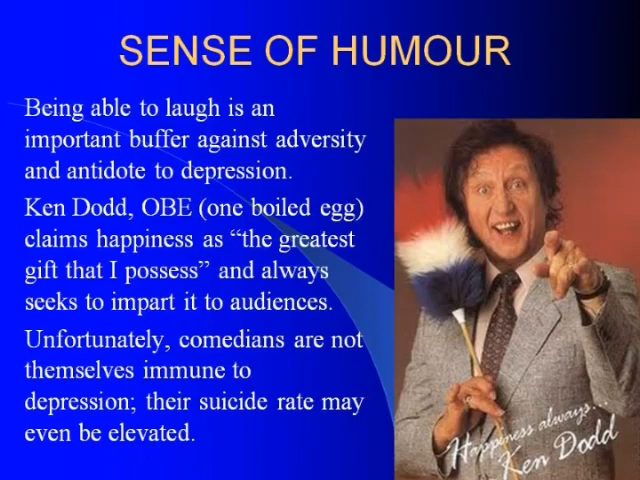 SENSE OF HUMOUR
Being able to laugh is an
important buffer against adversity
and antidote to depression.
Ken Dodd, OBE (one boiled egg)
claims happiness as “the greatest
gift that I possess” and always
seeks to impart it to audiences.
Unfortunately, comedians are not
themselves immune to
depression; their suicide rate may
even be elevated.
Happiness always...
Ken Dodd